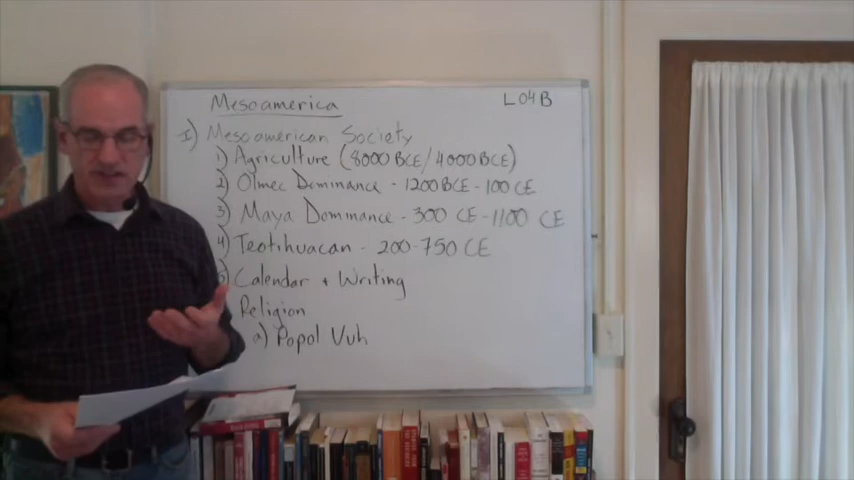 Mesoamerica
L04B
I) Mesoamerican Society
1) Agriculture (8000 BCE/4000 BCE)
2) Olmec Dominance - 1200 BCE - 100 CE
3) Maya Dominance - 300 CE - 1100 CE
4) Teotihuacan - 200-750 CE
Calendar + Writing
Religion
a) Popol Vuh